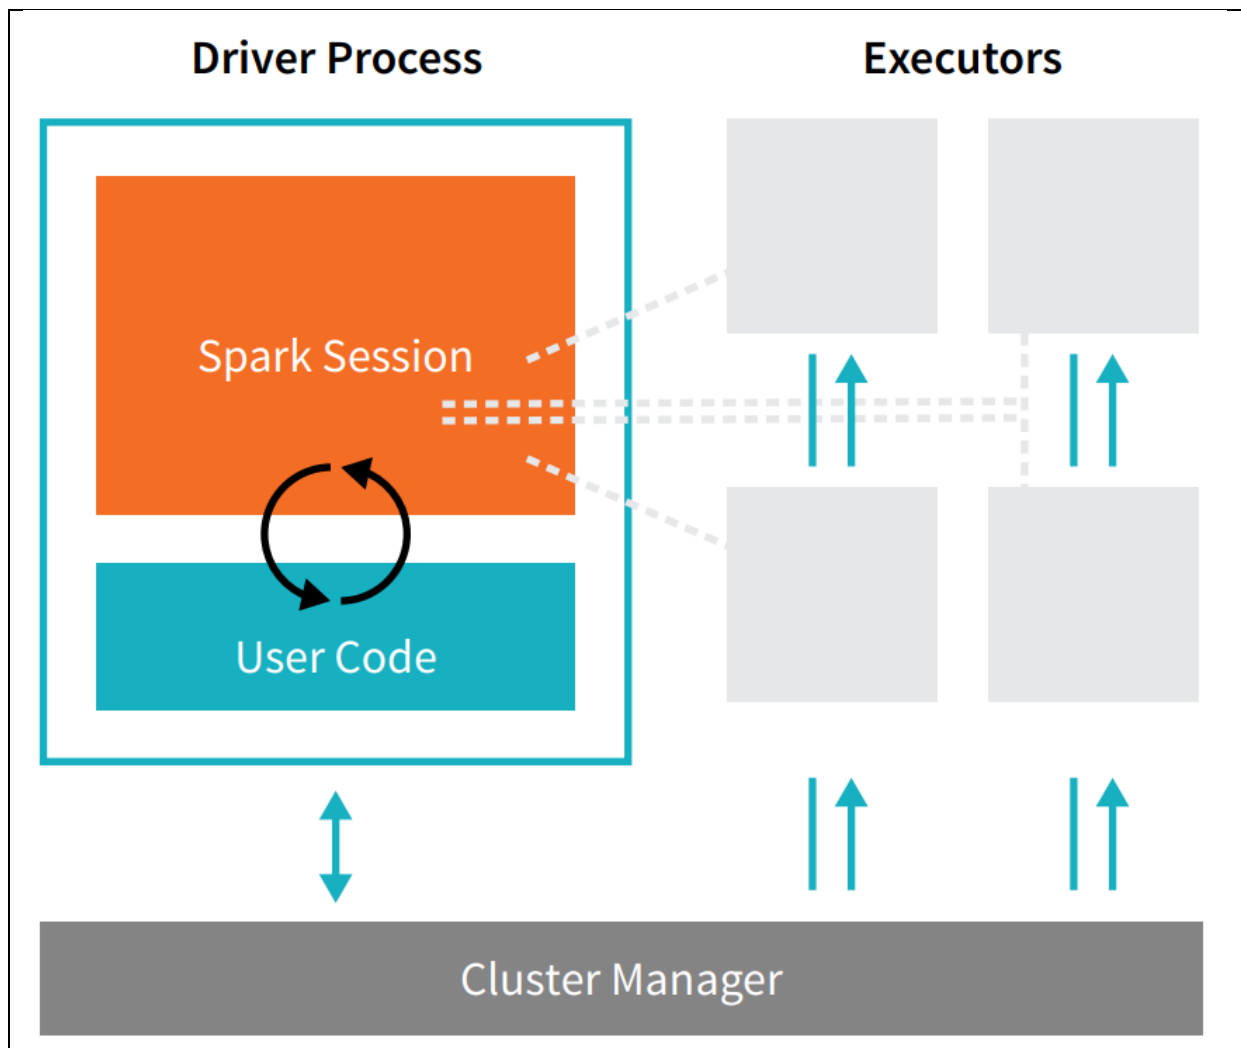 Driver Process
Executors
Spark Session
User Code
Cluster Manager